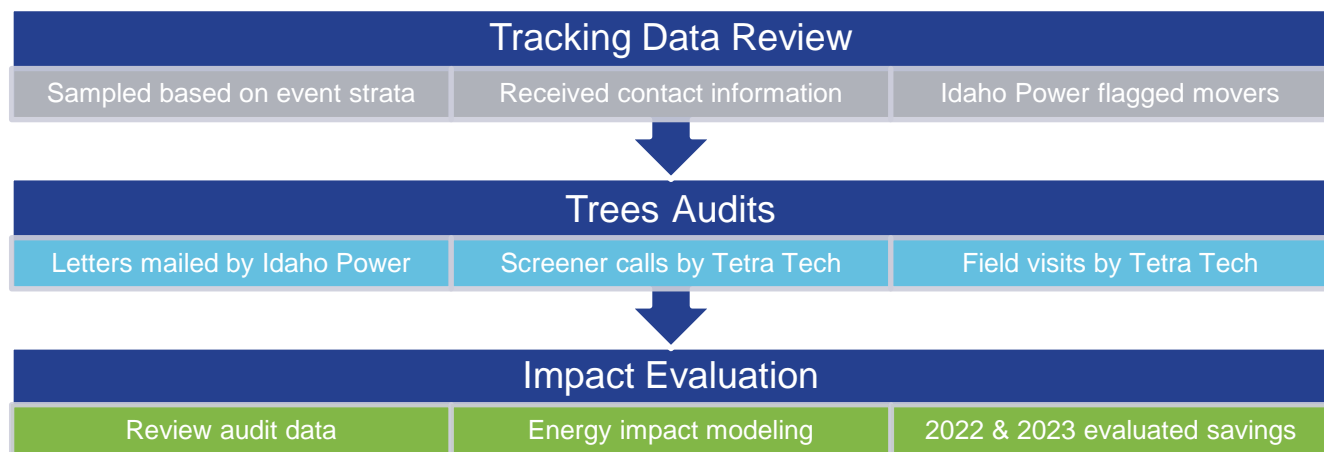 Tracking Data Review
Sampled based on event strata
Received contact information
Idaho Power flagged movers
Trees Audits
Letters mailed by Idaho Power
Screener calls by Tetra Tech
Field visits by Tetra Tech
Impact Evaluation
Review audit data
Energy impact modeling
2022 & 2023 evaluated savings